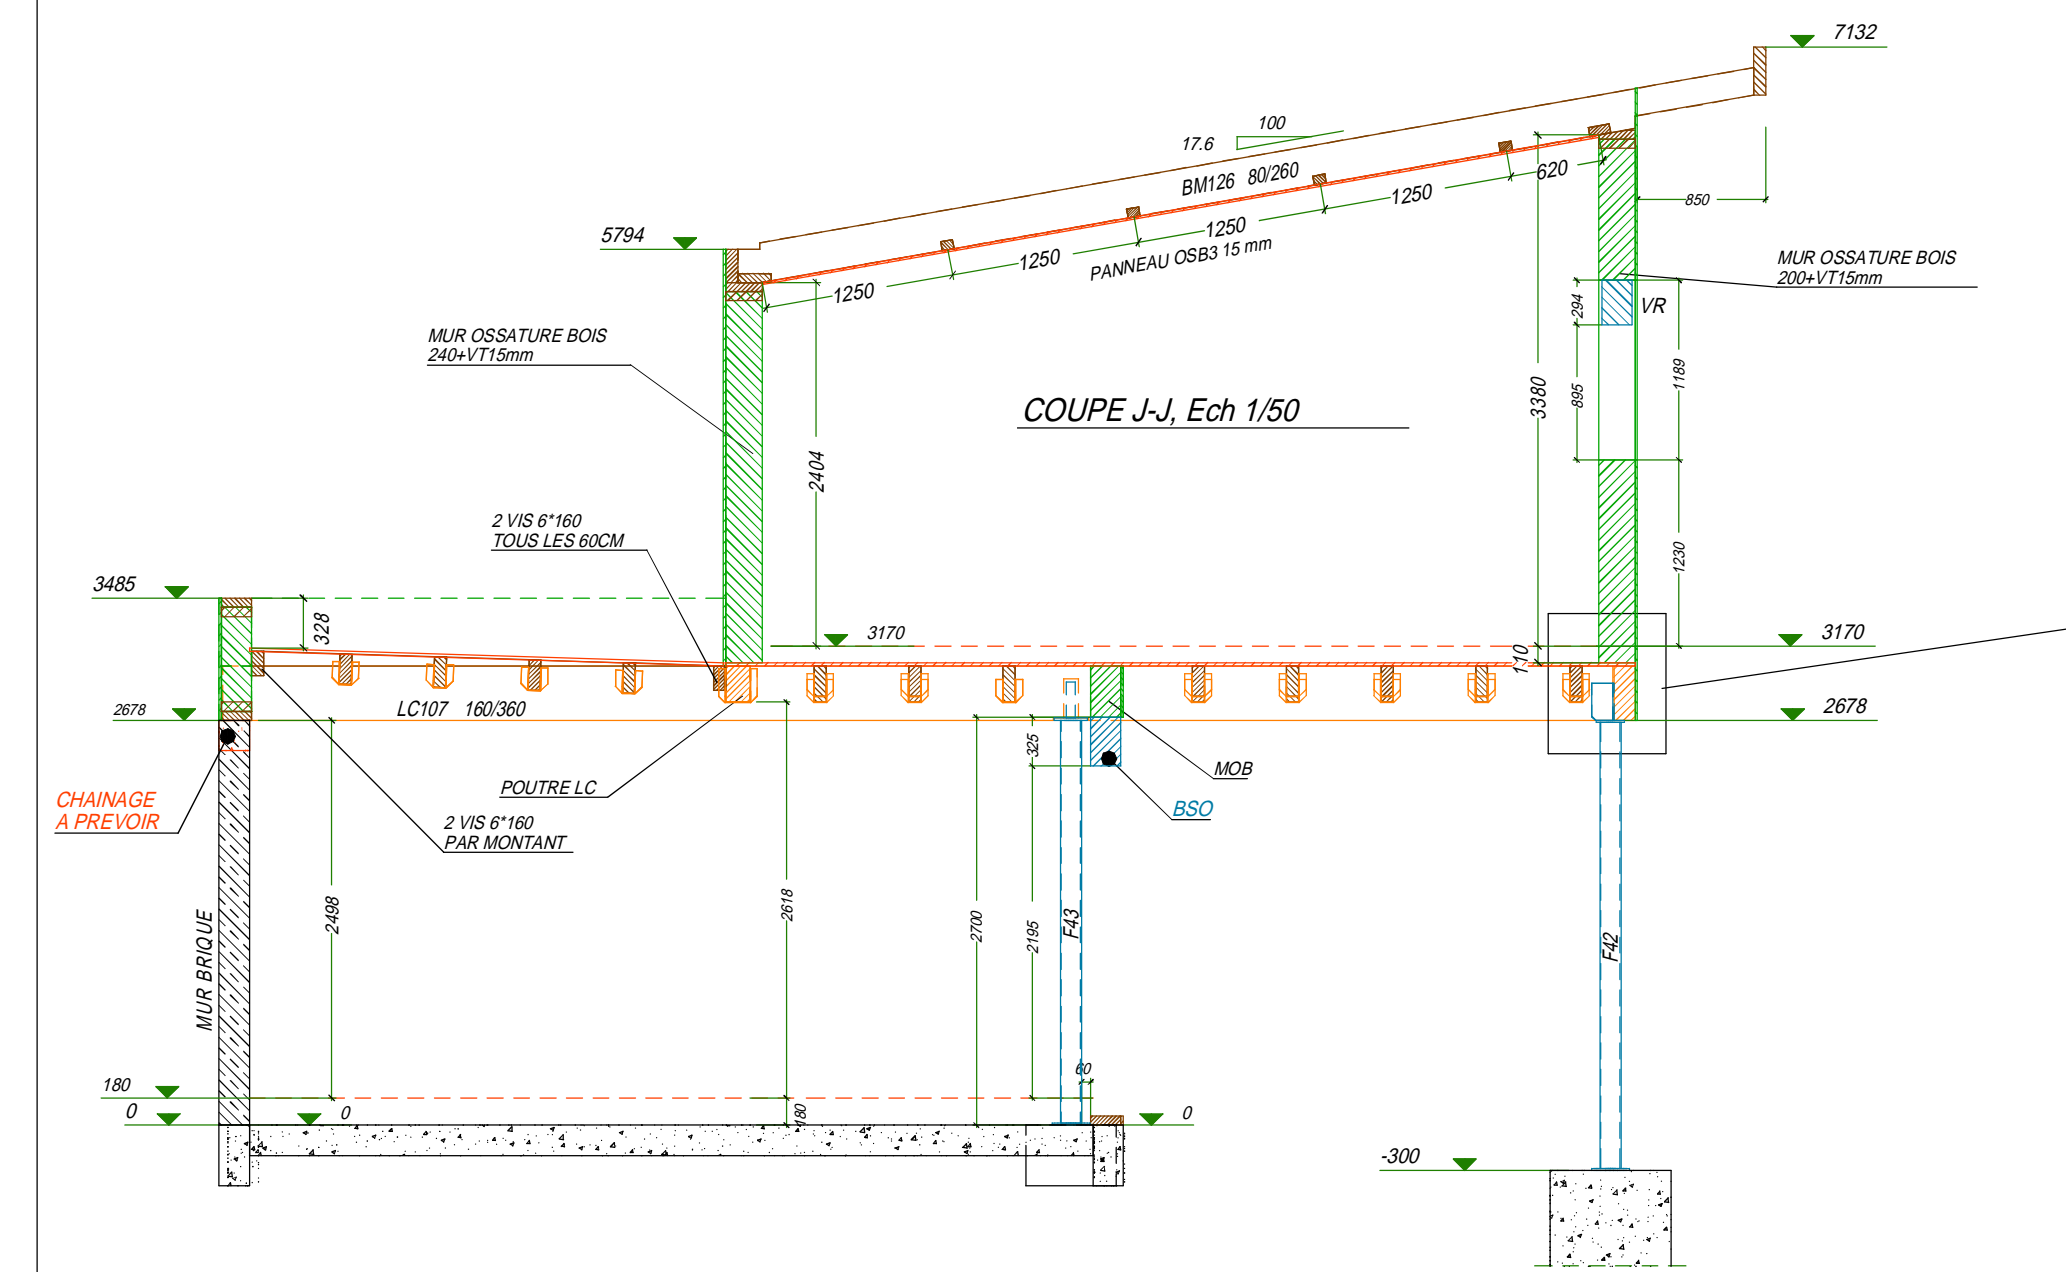 7132
100
17.6
BM126 80/260
620
1250
1250
1250
1250
1250
PANNEAU OSB3 15 mm
850
5794
MUR OSSATURE BOIS
200+VT15mm
294
VR
MUR OSSATURE BOIS
240+VT15mm
1189
895
3380
COUPE J-J, Ech 1/50
2404
2 VIS 6*160
TOUS LES 60CM
1230
3485
328
3170
3170
110
2678
LC107 160/360
2678
325
MOB
POUTRE LC
BSO
CHAINAGE
A PREVOIR
2 VIS 6*160
PAR MONTANT
2498
2618
2700
2195
F43
F42
MUR BRIQUE
60
180
180
0
0
0
-300